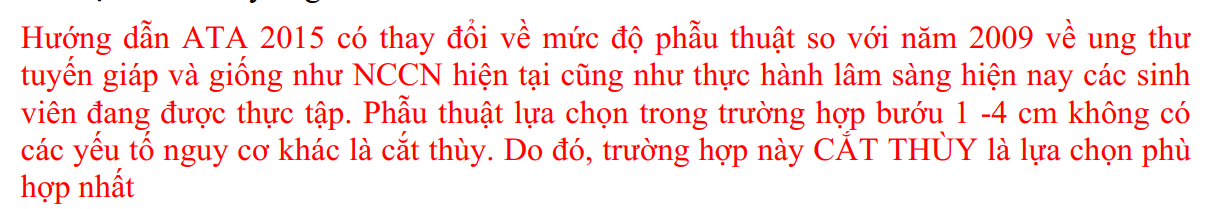 Hướng dẫn ATA 2015 có thay đổi về mức độ phẫu thuật so với năm 2009 về ung thư
tuyến giáp và giống như NCCN hiện tại cũng như thực hành lâm sàng hiện nay các sinh
viên đang được thực tập. Phẫu thuật lựa chọn trong trường hợp bướu 1 -4 cm không có
các yếu tố nguy cơ khác là cắt thùy. Do đó, trường hợp này CẮT THÙY là lựa chọn phù
hợp nhất